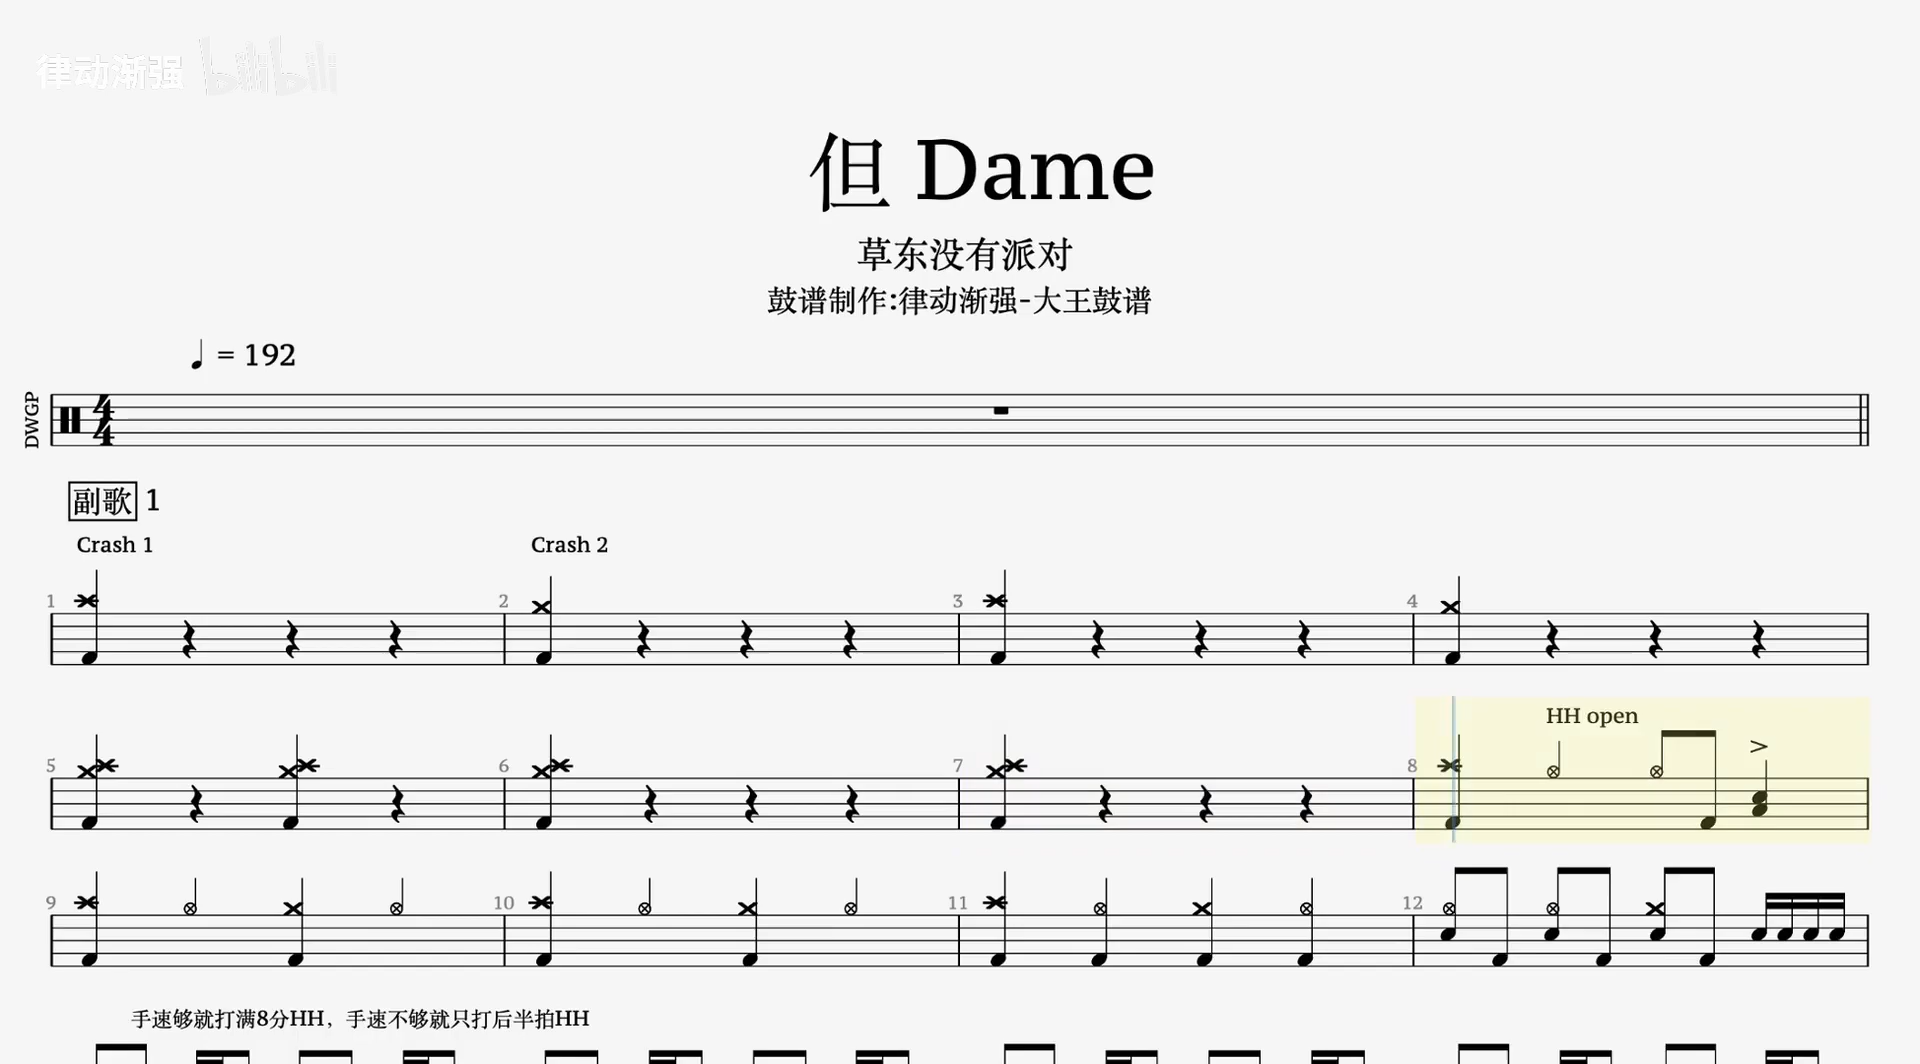 律动渐强 bilibili
但 Dame
草东没有派对
鼓谱制作:律动渐强-大王鼓谱
♩ = 192
DWGP
4
4
副歌 1
Crash 1 Crash 2
1 2 3 4
HH open
5 6 7 8
>
9 10 11 12
手速够就打满8分HH，手速不够就只打后半拍HH